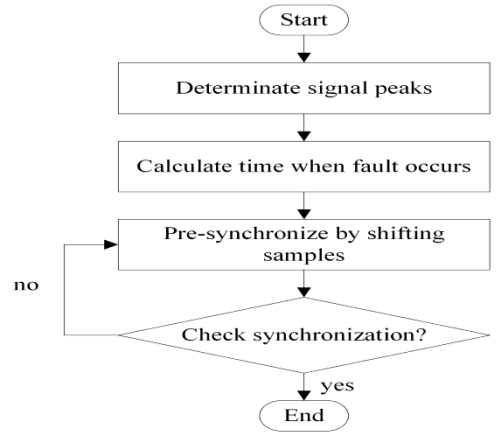 Start
Determinate signal peaks
Calculate time when fault occurs
Pre-synchronize by shifting
samples
no
Check synchronization?
yes
End